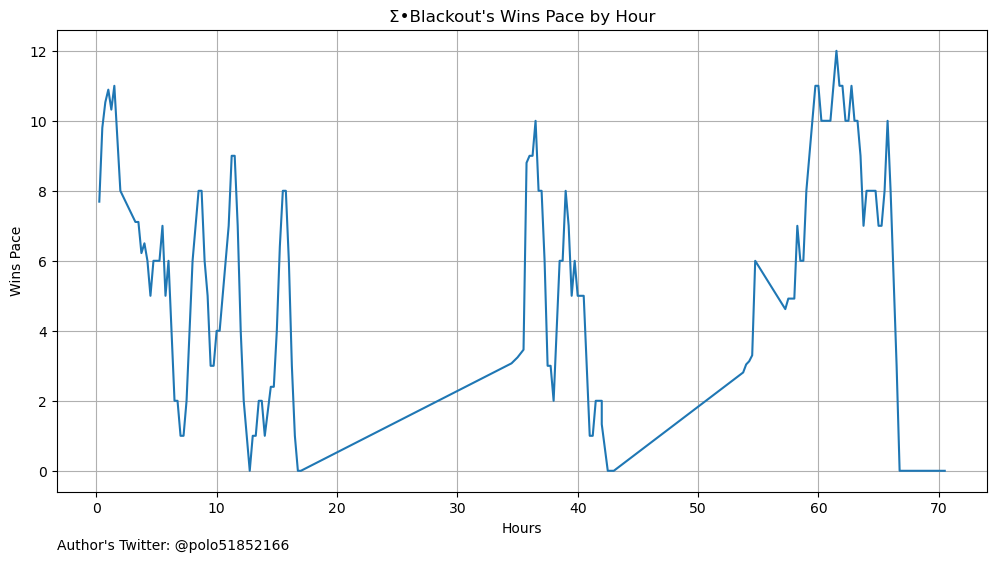 Σ•Blackout's Wins Pace by Hour
12
10
8
6
4
2
0
Wins Pace
0 10 20 30 40 50 60 70
Hours
Author's Twitter: @polo51852166